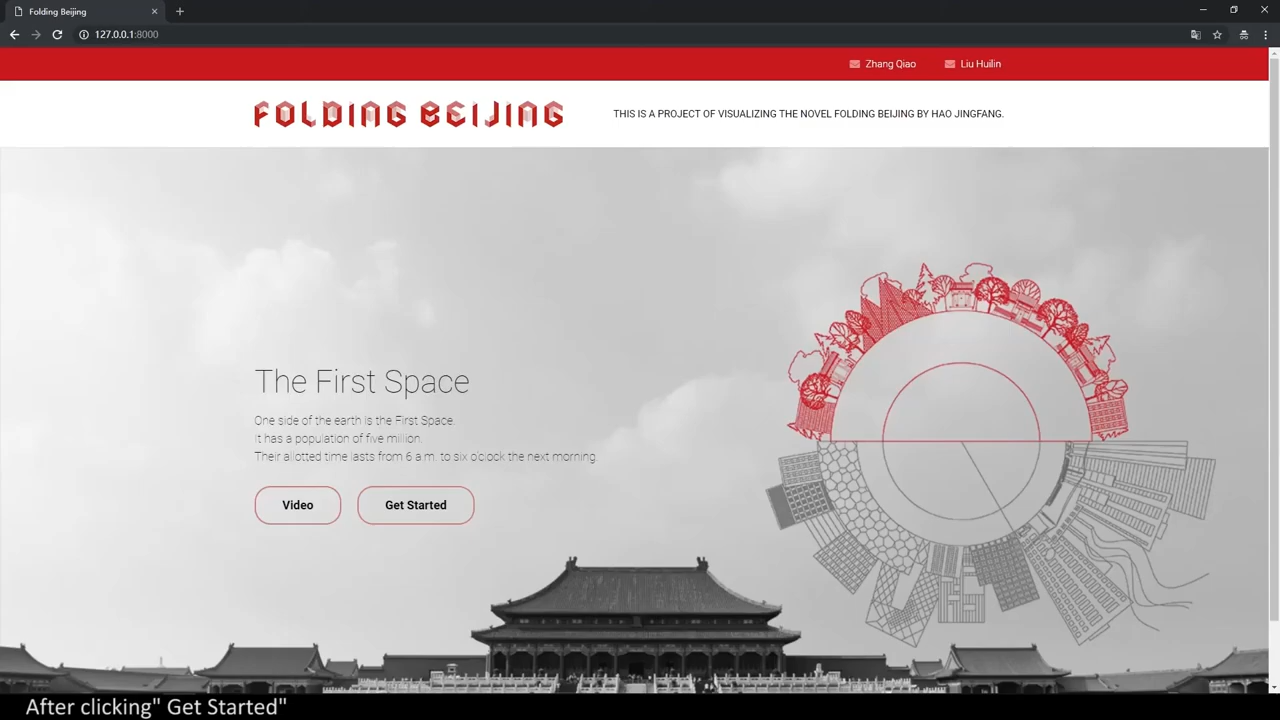 Folding Beijing
127.0.0.1:8000
Zhang Qiao Liu Huilin
FOLDING BEIJING
THIS IS A PROJECT OF VISUALIZING THE NOVEL FOLDING BEIJING BY HAO JINGFANG.
The First Space
One side of the earth is the First Space.
It has a population of five million.
Their allotted time lasts from 6 a.m. to six o'clock the next morning.
Video Get Started
After clicking" Get Started"